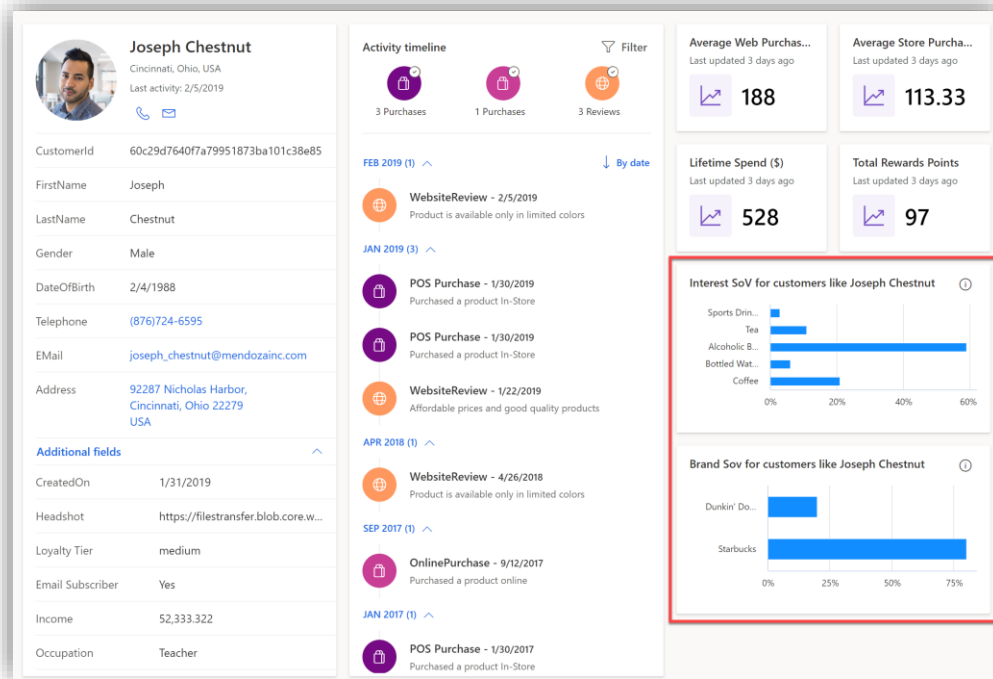 Joseph Chestnut
Cincinnati, Ohio, USA
Last activity: 2/5/2019
CustomerId 60c29d7640f7a79951873ba101c38e85
FirstName Joseph
LastName Chestnut
Gender Male
DateOfBirth 2/4/1988
Telephone (876)724-6595
EMail joseph_chestnut@mendozainc.com
Address 92287 Nicholas Harbor,
Cincinnati, Ohio 22279
USA
Additional fields
CreatedOn 1/31/2019
Headshot https://filestransfer.blob.core.w...
Loyalty Tier medium
Email Subscriber Yes
Income 52,333.322
Occupation Teacher
Activity timeline Filter
3 Purchases 1 Purchases 3 Reviews
FEB 2019 (1) By date
WebsiteReview - 2/5/2019
Product is available only in limited colors
JAN 2019 (3)
POS Purchase - 1/30/2019
Purchased a product In-Store
POS Purchase - 1/30/2019
Purchased a product In-Store
WebsiteReview - 1/22/2019
Affordable prices and good quality products
APR 2018 (1)
WebsiteReview - 4/26/2018
Product is available only in limited colors
SEP 2017 (1)
OnlinePurchase - 9/12/2017
Purchased a product online
JAN 2017 (1)
POS Purchase - 1/30/2017
Purchased a product In-Store
Average Web Purchas...
Last updated 3 days ago
188
Average Store Purcha...
Last updated 3 days ago
113.33
Lifetime Spend ($)
Last updated 3 days ago
528
Total Rewards Points
Last updated 3 days ago
97
Interest SoV for customers like Joseph Chestnut
Sports Drin...
Tea
Alcoholic B...
Bottled Wat...
Coffee
0% 20% 40% 60%
Brand Sov for customers like Joseph Chestnut
Dunkin' Do...
Starbucks
0% 25% 50% 75%